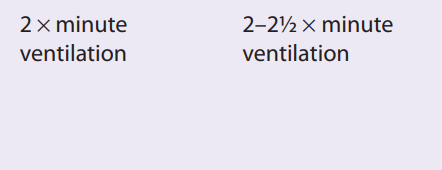 2 × minute
ventilation
2–2½ × minute
ventilation